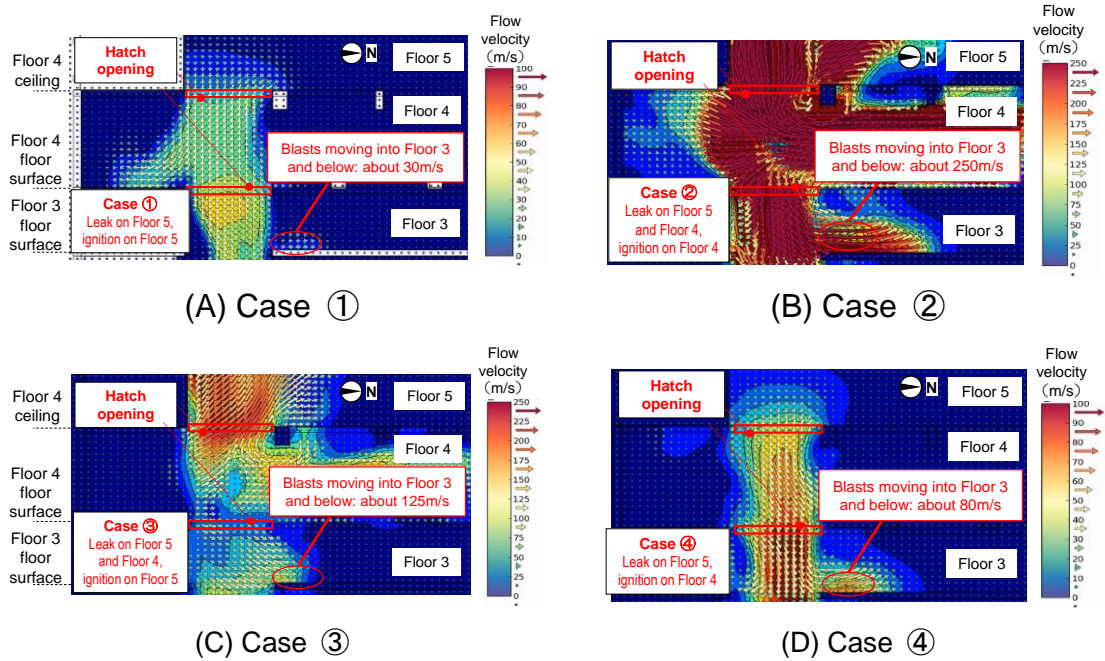 Flow
velocity
(m/s)
Floor 4
ceiling
Floor 4
floor
surface
Floor 3
floor
surface
Hatch
opening
N
Floor 5
Floor 4
Floor 3
Blasts moving into Floor 3
and below: about 30m/s
Case ①
Leak on Floor 5,
ignition on Floor 5
100
90
80
70
60
50
40
30
20
10
0
(A) Case ①
Flow
velocity
(m/s)
Hatch
opening
N
Floor 5
Floor 4
Floor 3
Blasts moving into Floor 3
and below: about 250m/s
Case ②
Leak on Floor 5
and Floor 4,
ignition on Floor 4
250
225
200
175
150
125
100
75
50
25
0
(B) Case ②
Flow
velocity
(m/s)
Floor 4
ceiling
Floor 4
floor
surface
Floor 3
floor
surface
Hatch
opening
N
Floor 5
Floor 4
Floor 3
Blasts moving into Floor 3
and below: about 125m/s
Case ③
Leak on Floor 5
and Floor 4,
ignition on Floor 5
250
225
200
175
150
125
100
75
50
25
0
(C) Case ③
Flow
velocity
(m/s)
Hatch
opening
N
Floor 5
Floor 4
Floor 3
Blasts moving into Floor 3
and below: about 80m/s
Case ④
Leak on Floor 5,
ignition on Floor 4
100
90
80
70
60
50
40
30
20
10
0
(D) Case ④